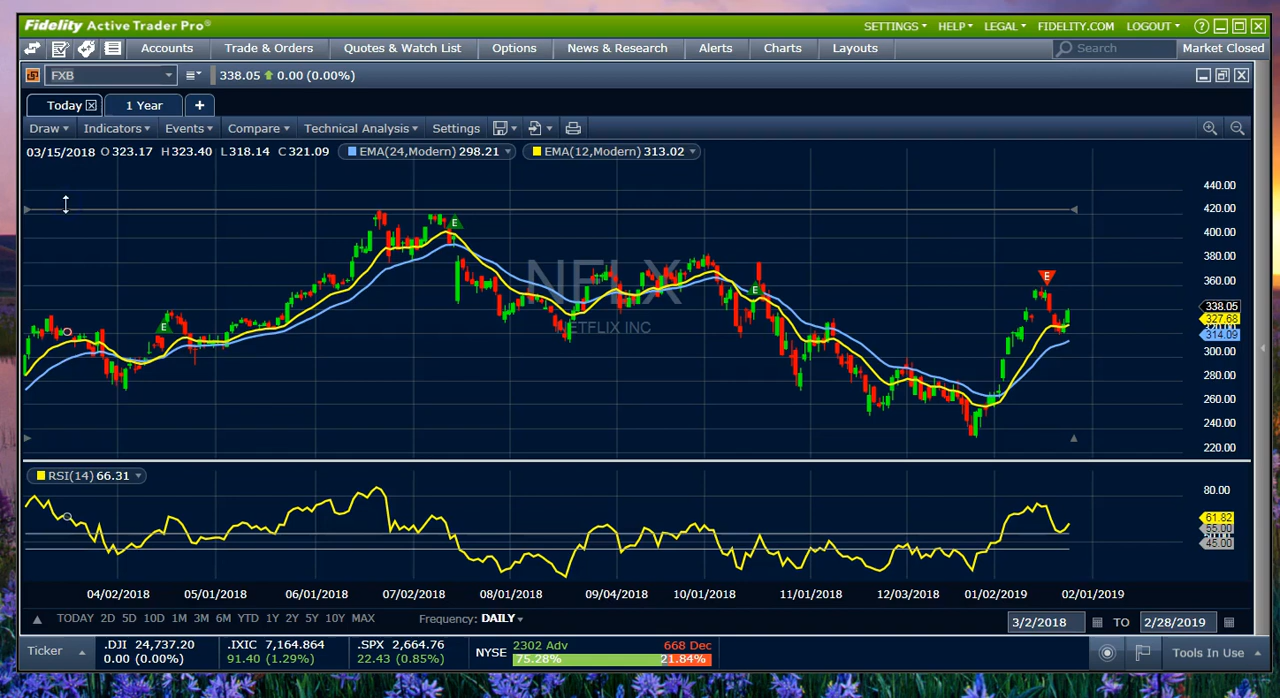 Fidelity Active Trader Pro® SETTINGS HELP LEGAL FIDELITY.COM LOGOUT
Accounts Trade & Orders Quotes & Watch List Options News & Research Alerts Charts Layouts Search Market Closed
FXB 338.05 0.00 (0.00%)
Today 1 Year +
Draw Indicators Events Compare Technical Analysis Settings
03/15/2018 O 323.17 H 323.40 L 318.14 C 321.09 EMA(24,Modern) 298.21 EMA(12,Modern) 313.02
440.00
420.00
400.00
380.00
360.00
338.05
327.68
314.09
300.00
280.00
260.00
240.00
220.00
E
E
E
E
NFLX
NETFLIX INC
RSI(14) 66.31
80.00
61.82
55.00
45.00
04/02/2018 05/01/2018 06/01/2018 07/02/2018 08/01/2018 09/04/2018 10/01/2018 11/01/2018 12/03/2018 01/02/2019 02/01/2019
TODAY 2D 5D 10D 1M 3M 6M YTD 1Y 2Y 5Y 10Y MAX Frequency: DAILY 3/2/2018 TO 2/28/2019
Ticker .DJI 24,737.20 .IXIC 7,164.864 .SPX 2,664.76 NYSE 2302 Adv 668 Dec Tools In Use
0.00 (0.00%) 91.40 (1.29%) 22.43 (0.85%) 75.28% 21.84%